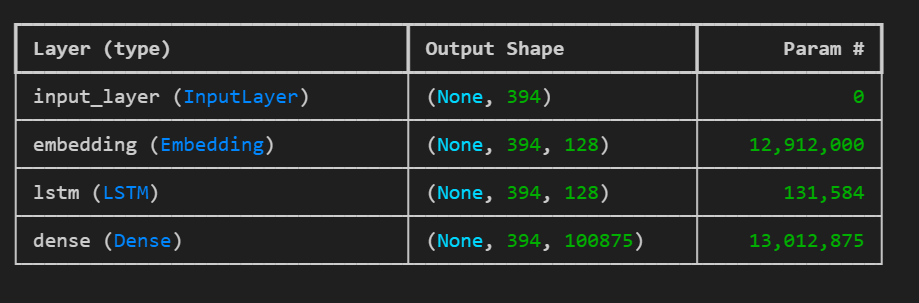 Layer (type) Output Shape Param #
input_layer (InputLayer) (None, 394) 0
embedding (Embedding) (None, 394, 128) 12,912,000
lstm (LSTM) (None, 394, 128) 131,584
dense (Dense) (None, 394, 100875) 13,012,875